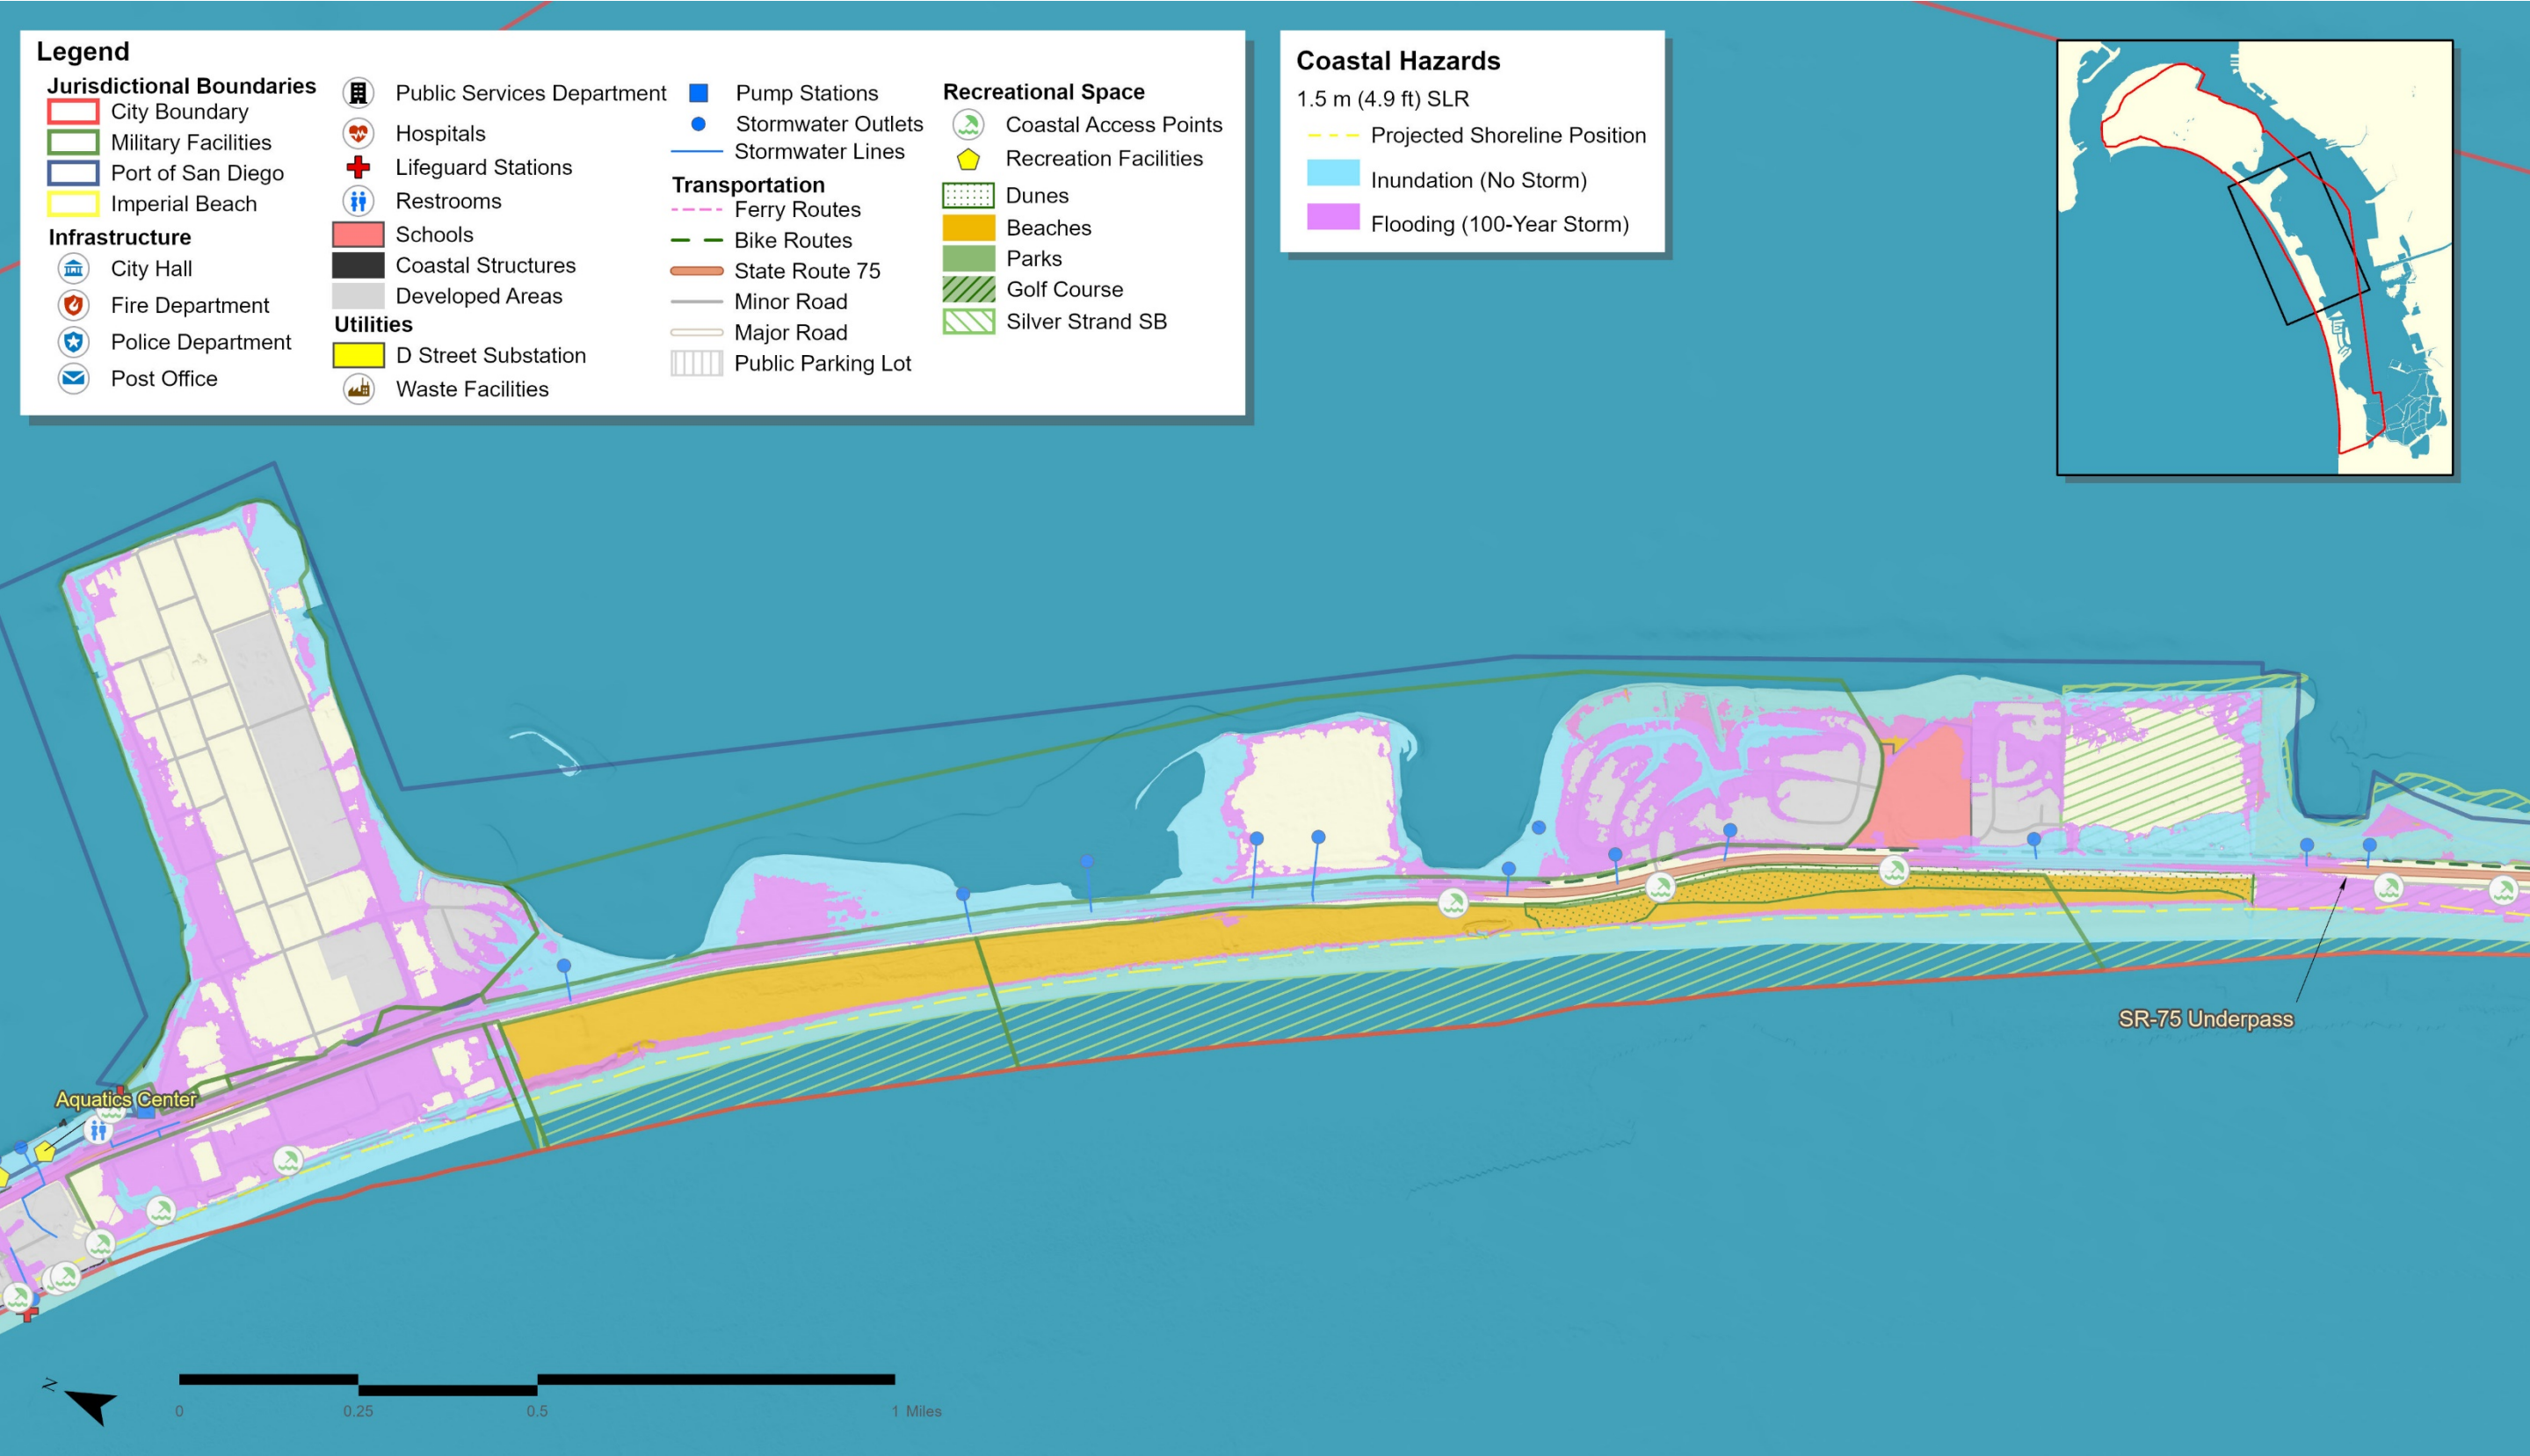 Legend
Jurisdictional Boundaries
City Boundary
Military Facilities
Port of San Diego
Imperial Beach
Infrastructure
City Hall
Fire Department
Police Department
Post Office
Public Services Department
Hospitals
Lifeguard Stations
Restrooms
Schools
Coastal Structures
Developed Areas
Utilities
D Street Substation
Waste Facilities
Pump Stations
Stormwater Outlets
Stormwater Lines
Transportation
Ferry Routes
Bike Routes
State Route 75
Minor Road
Major Road
Public Parking Lot
Recreational Space
Coastal Access Points
Recreation Facilities
Dunes
Beaches
Parks
Golf Course
Silver Strand SB
Coastal Hazards
1.5 m (4.9 ft) SLR
Projected Shoreline Position
Inundation (No Storm)
Flooding (100-Year Storm)
SR-75 Underpass
Aquatics Center
N
0 0.25 0.5 1 Miles